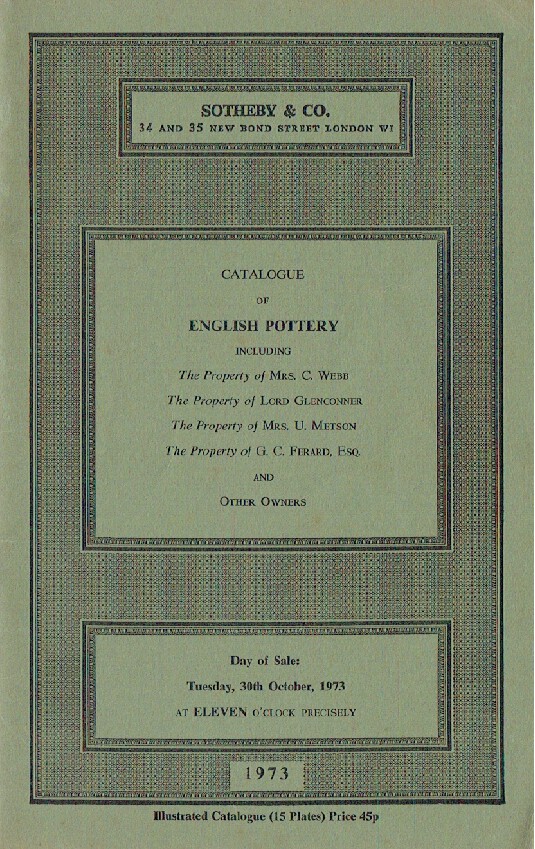 SOTHEBY & CO.
34 AND 35 NEW BOND STREET LONDON W1
CATALOGUE
OF
ENGLISH POTTERY
INCLUDING
The Property of MRS. C. WEBB
The Property of LORD GLENCONNER
The Property of MRS. U. METSON
The Property of G. C. FERARD, ESQ.
AND
OTHER OWNERS
Day of Sale:
Tuesday, 30th October, 1973
AT ELEVEN O'CLOCK PRECISELY
1973
Illustrated Catalogue (15 Plates) Price 45p